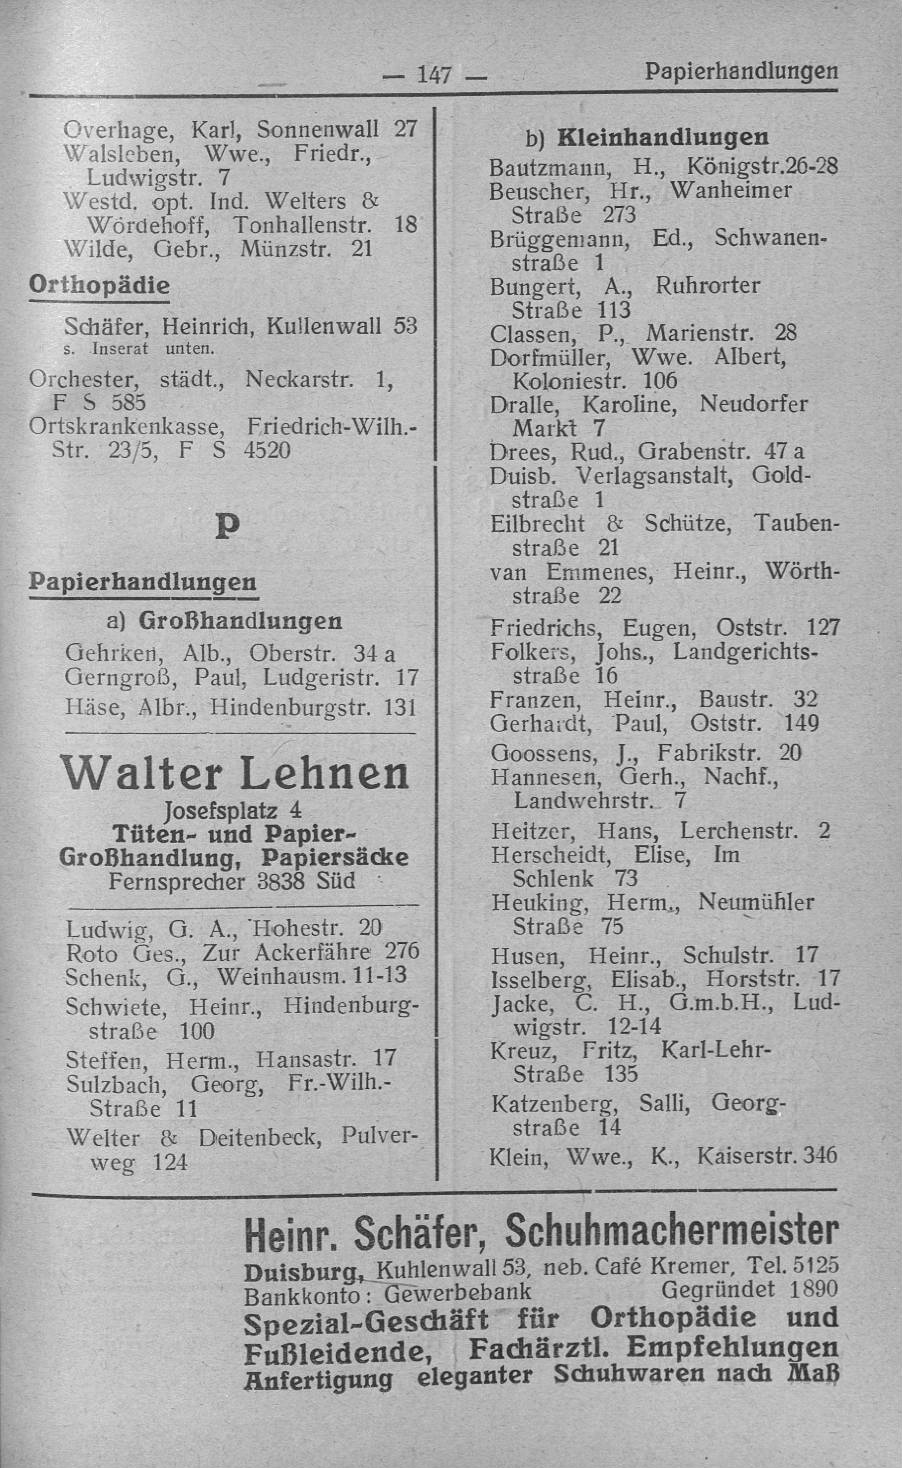 — 147 —
Papierhandlungen
Overhage, Karl, Sonnenwall 27
Walsleben, Wwe., Friedr.,
Ludwigstr. 7
Westd. opt. Ind. Welters &
Wördehoff, Tonhallenstr. 18
Wilde, Gebr., Münzstr. 21
Orthopädie
Schäfer, Heinrich, Kullenwall 53
s. Inserat unten.
Orchester, städt., Neckarstr. 1,
F S 585
Ortskrankenkasse, Friedrich-Wilh.-
Str. 23/5, F S 4520
P
Papierhandlungen
a) Großhandlungen
Gehrken, Alb., Oberstr. 34 a
Gerngroß, Paul, Ludgeristr. 17
Häse, Albr., Hindenburgstr. 131
Walter Lehnen
Josefsplatz 4
Tüten- und Papier-
Großhandlung, Papiersäcke
Fernsprecher 3838 Süd
Ludwig, G. A., Hohestr. 20
Roto Ges., Zur Ackerfähre 276
Schenk, G., Weinhausm. 11-13
Schwiete, Heinr., Hindenburg-
straße 100
Steffen, Herm., Hansastr. 17
Sulzbach, Georg, Fr.-Wilh.-
Straße 11
Welter & Deitenbeck, Pulver-
weg 124
b) Kleinhandlungen
Bautzmann, H., Königstr.26-28
Beuscher, Hr., Wanheimer
Straße 273
Brüggemann, Ed., Schwanen-
straße 1
Bungert, A., Ruhrorter
Straße 113
Classen, P., Marienstr. 28
Dorfmüller, Wwe. Albert,
Koloniestr. 106
Dralle, Karoline, Neudorfer
Markt 7
Drees, Rud., Grabenstr. 47 a
Duisb. Verlagsanstalt, Gold-
straße 1
Eilbrecht & Schütze, Tauben-
straße 21
van Emmenes, Heinr., Wörth-
straße 22
Friedrichs, Eugen, Oststr. 127
Folkers, Johs., Landgerichts-
straße 16
Franzen, Heinr., Baustr. 32
Gerhardt, Paul, Oststr. 149
Goossens, J., Fabrikstr. 20
Hannesen, Gerh., Nachf.,
Landwehrstr. 7
Heitzer, Hans, Lerchenstr. 2
Herscheidt, Elise, Im
Schlenk 73
Heuking, Herm., Neumühler
Straße 75
Husen, Heinr., Schulstr. 17
Isselberg, Elisab., Horststr. 17
Jacke, C. H., G.m.b.H., Lud-
wigstr. 12-14
Kreuz, Fritz, Karl-Lehr-
Straße 135
Katzenberg, Salli, Georg-
straße 14
Klein, Wwe., K., Kaiserstr. 346
Heinr. Schäfer, Schuhmachermeister
Duisburg, Kuhlenwall 53, neb. Café Kremer, Tel. 5125
Bankkonto: Gewerbebank Gegründet 1890
Spezial-Geschäft für Orthopädie und
Fußleidende, Fachärztl. Empfehlungen
Anfertigung eleganter Schuhwaren nach Maß